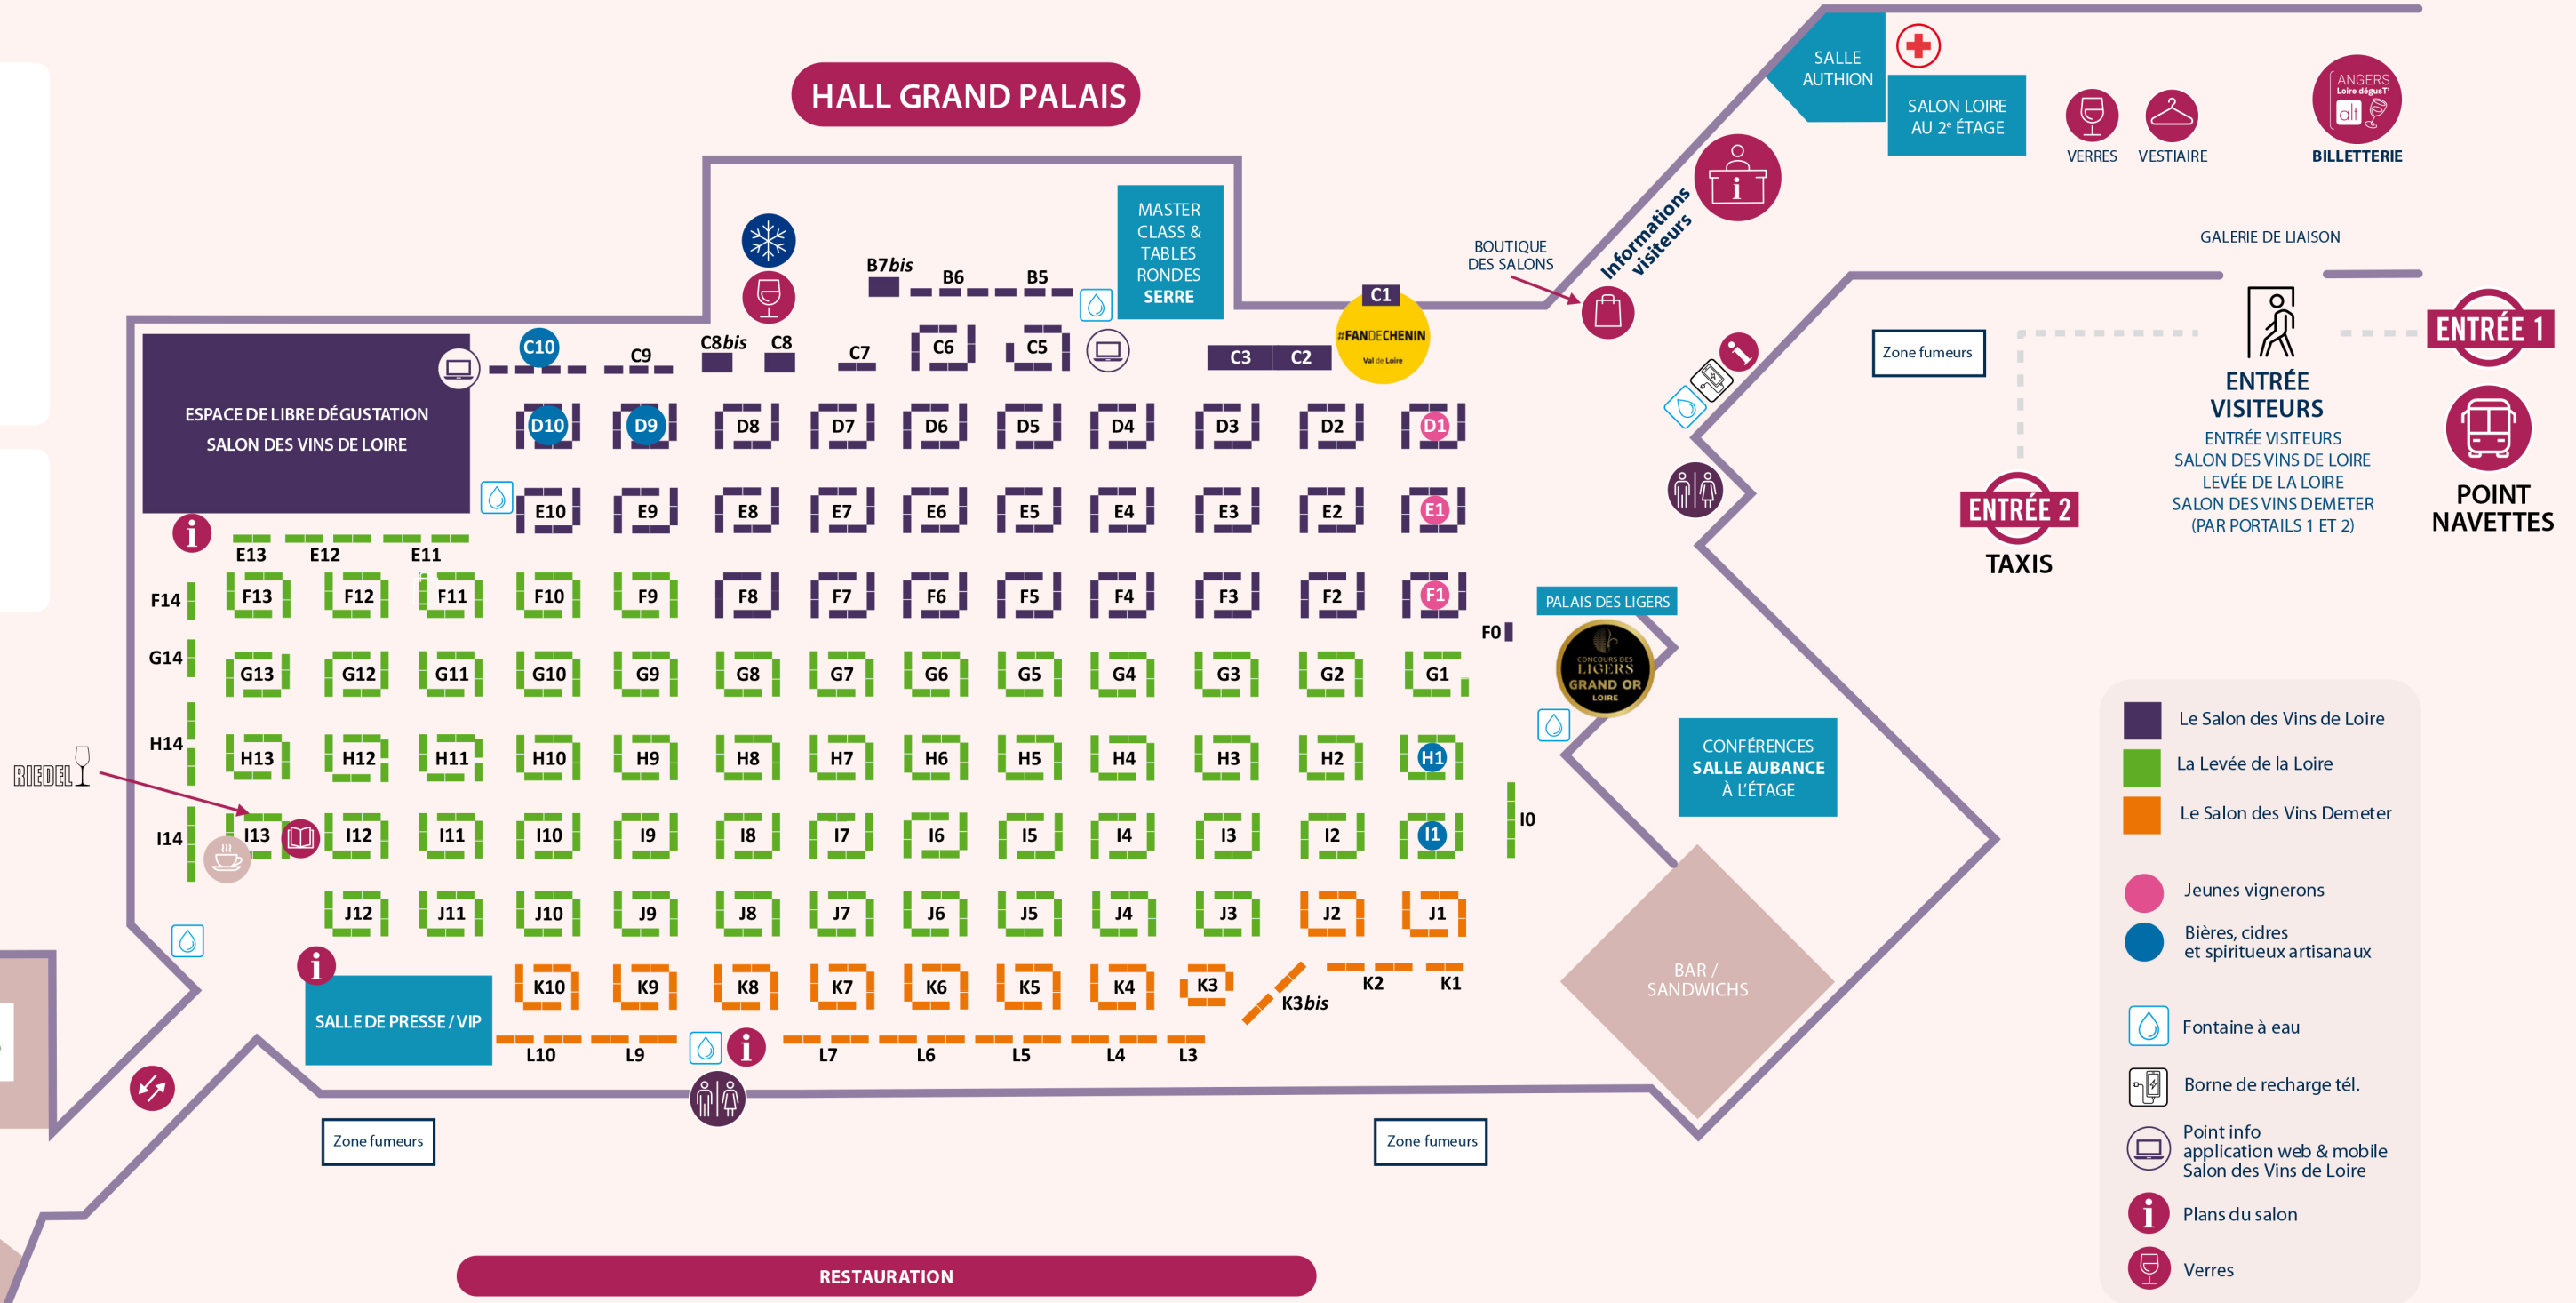 HALL GRAND PALAIS
SALLE
AUTHION
SALON LOIRE
AU 2e ÉTAGE
VERRES
VESTIAIRE
ANGERS
Loire dégusT'
alt
BILLETTERIE
GALERIE DE LIAISON
MASTER
CLASS &
TABLES
RONDES
SERRE
BOUTIQUE
DES SALONS
Informations
visiteurs
i
B7bis
B6
B5
C1
#FANDECHENIN
Val de Loire
C10
C9
C8bis
C8
C7
C6
C5
C3
C2
i
Zone fumeurs
ENTRÉE 1
ENTRÉE
VISITEURS
ENTRÉE VISITEURS
SALON DES VINS DE LOIRE
LEVÉE DE LA LOIRE
SALON DES VINS DEMETER
(PAR PORTAILS 1 ET 2)
POINT
NAVETTES
ENTRÉE 2
TAXIS
ESPACE DE LIBRE DÉGUSTATION
SALON DES VINS DE LOIRE
D10
D9
D8
D7
D6
D5
D4
D3
D2
D1
E10
E9
E8
E7
E6
E5
E4
E3
E2
E1
i
E13
E12
E11
F14
F13
F12
F11
F10
F9
F8
F7
F6
F5
F4
F3
F2
F1
F0
PALAIS DES LIGERS
CONCOURS DES
LIGERS
GRAND OR
LOIRE
G14
G13
G12
G11
G10
G9
G8
G7
G6
G5
G4
G3
G2
G1
H14
H13
H12
H11
H10
H9
H8
H7
H6
H5
H4
H3
H2
H1
CONFÉRENCES
SALLE AUBANCE
À L'ÉTAGE
RIEDEL
I14
I13
I12
I11
I10
I9
I8
I7
I6
I5
I4
I3
I2
I1
I0
J12
J11
J10
J9
J8
J7
J6
J5
J4
J3
J2
J1
i
SALLE DE PRESSE / VIP
K10
K9
K8
K7
K6
K5
K4
K3
K3bis
K2
K1
BAR /
SANDWICHS
L10
L9
i
L7
L6
L5
L4
L3
Zone fumeurs
Zone fumeurs
RESTAURATION
Le Salon des Vins de Loire
La Levée de la Loire
Le Salon des Vins Demeter
Jeunes vignerons
Bières, cidres
et spiritueux artisanaux
Fontaine à eau
Borne de recharge tél.
Point info
application web & mobile
Salon des Vins de Loire
i
Plans du salon
Verres